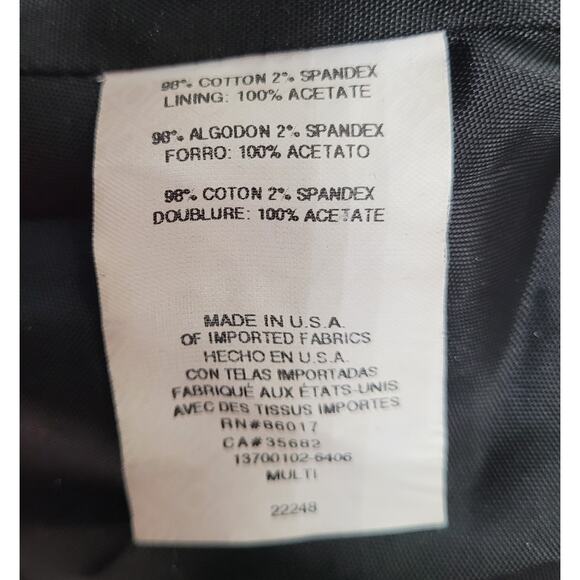 98% COTTON 2% SPANDEX
LINING: 100% ACETATE
98% ALGODON 2% SPANDEX
FORRO: 100% ACETATO
98% COTON 2% SPANDEX
DOUBLURE: 100% ACETATE
MADE IN U.S.A.
OF IMPORTED FABRICS
HECHO EN U.S.A.
CON TELAS IMPORTADAS
FABRIQUÉ AUX ÉTATS-UNIS
AVEC DES TISSUS IMPORTES
RN#66017
CA#35682
13700102-6406
MULTI
22248